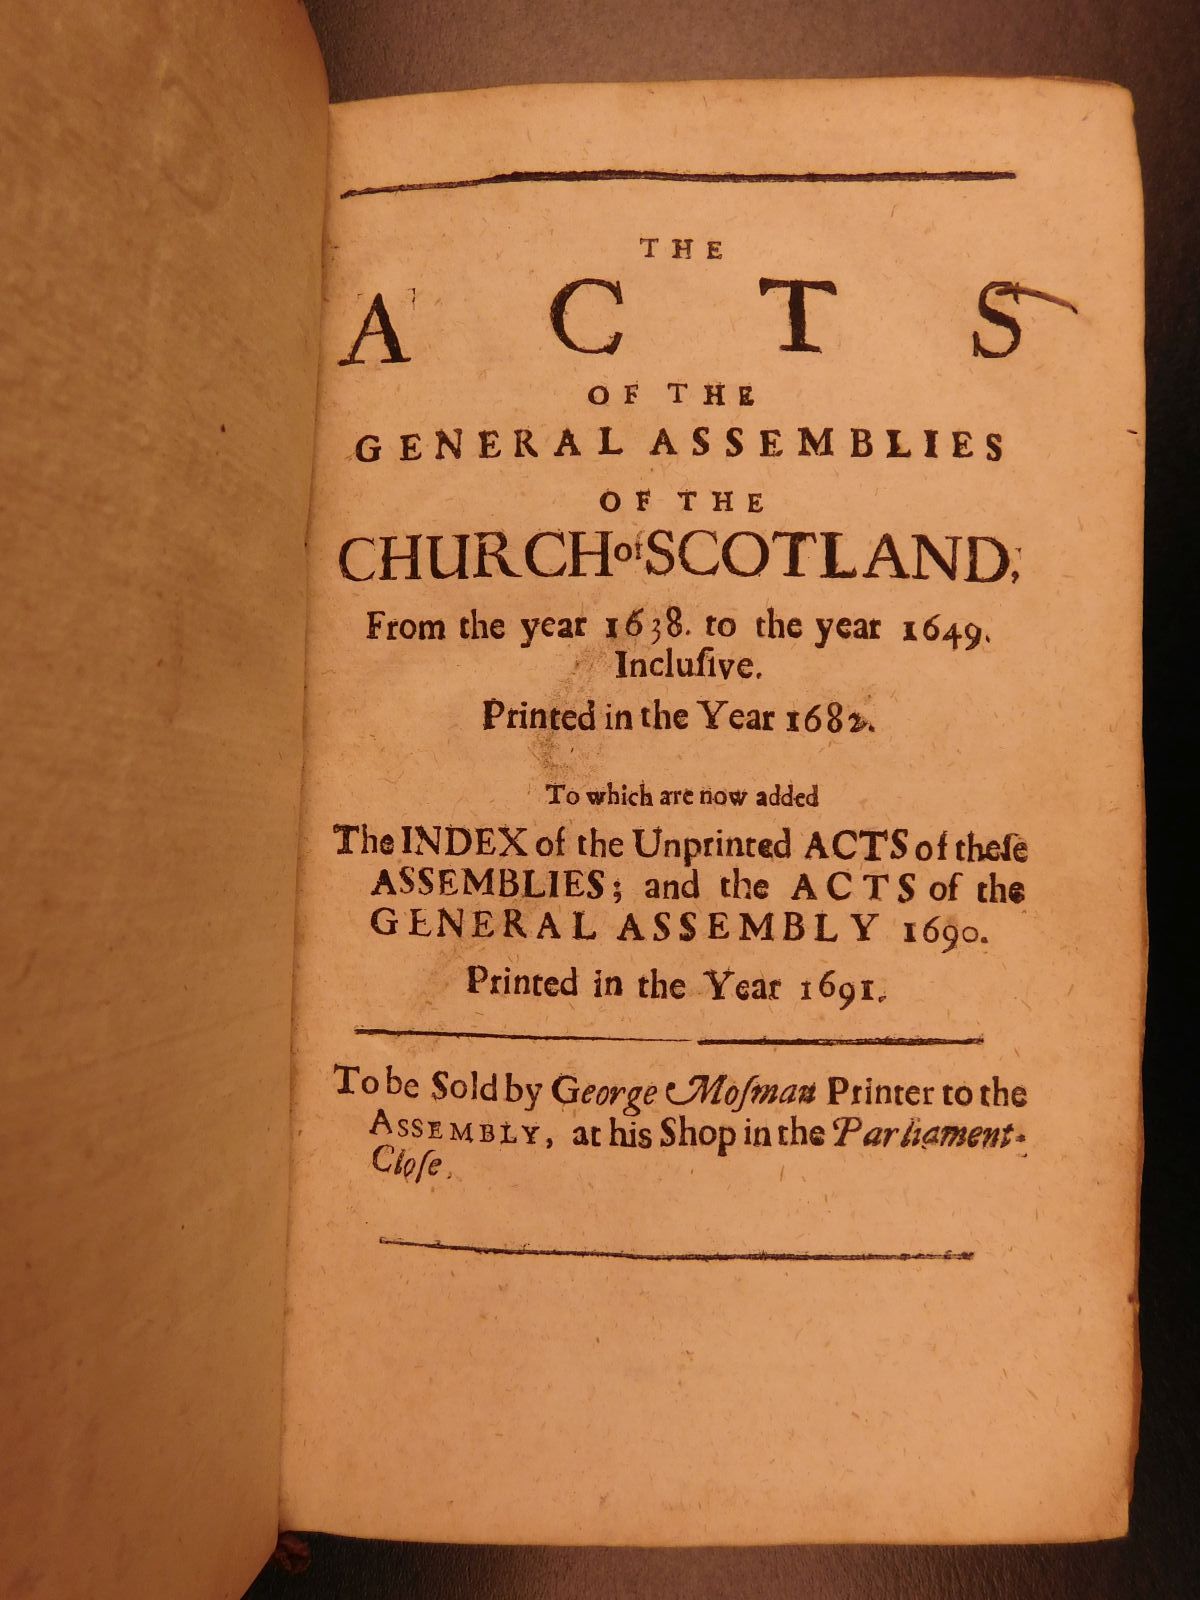 THE
ACTS
OF THE
GENERAL ASSEMBLIES
OF THE
CHURCH of SCOTLAND,
From the year 1638. to the year 1649.
Incluſive.
Printed in the Year 1682.
To which are now added
The INDEX of the Unprinted ACTS of theſe
ASSEMBLIES; and the ACTS of the
GENERAL ASSEMBLY 1690.
Printed in the Year 1691.
To be Sold by George Moſman Printer to the
ASSEMBLY, at his Shop in the Parliament-
Cloſe.